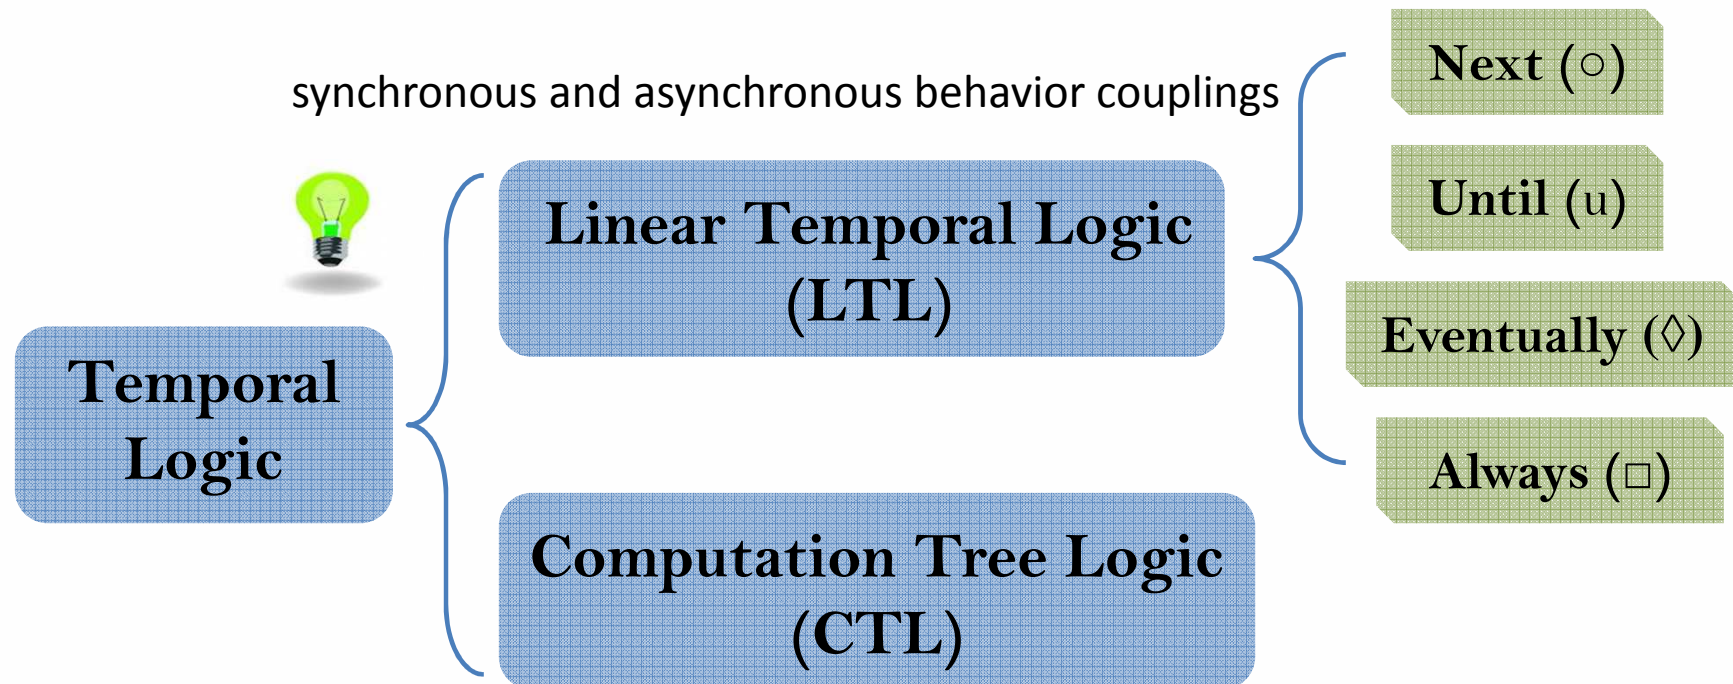 synchronous and asynchronous behavior couplings
Temporal
Logic
Linear Temporal Logic
(LTL)
Computation Tree Logic
(CTL)
Next (○)
Until (u)
Eventually (◊)
Always (□)